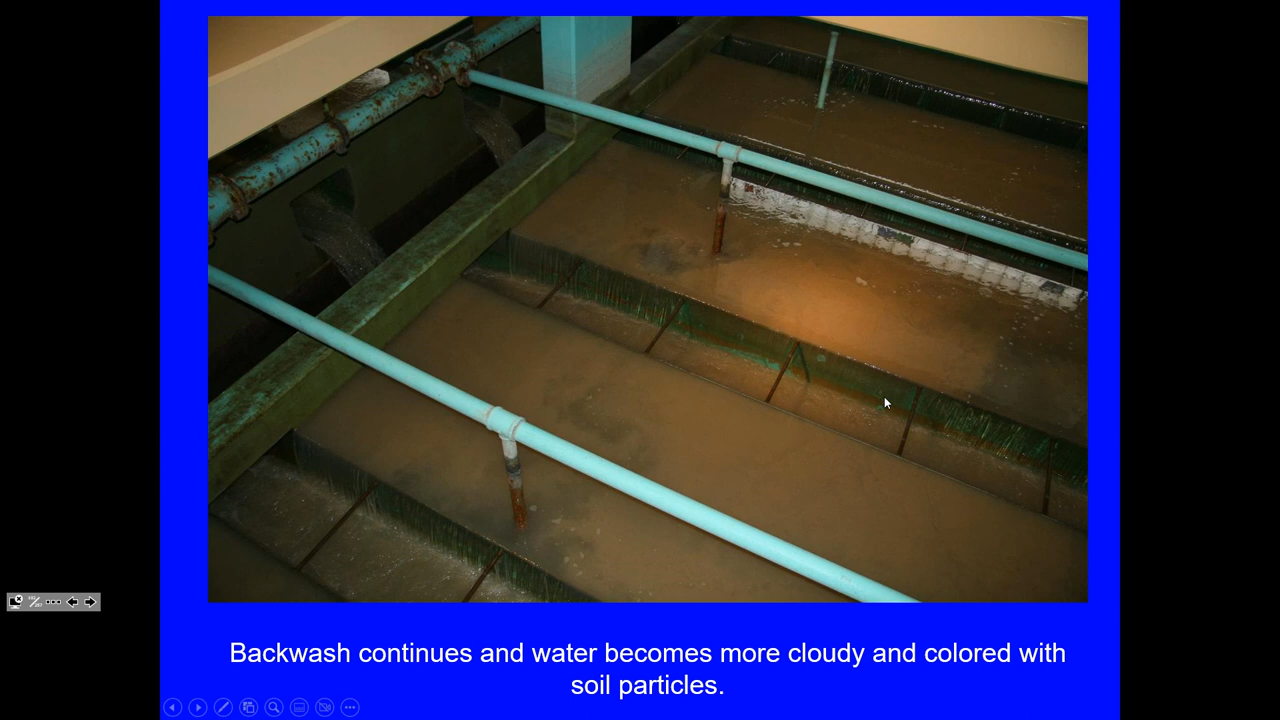 Backwash continues and water becomes more cloudy and colored with
soil particles.